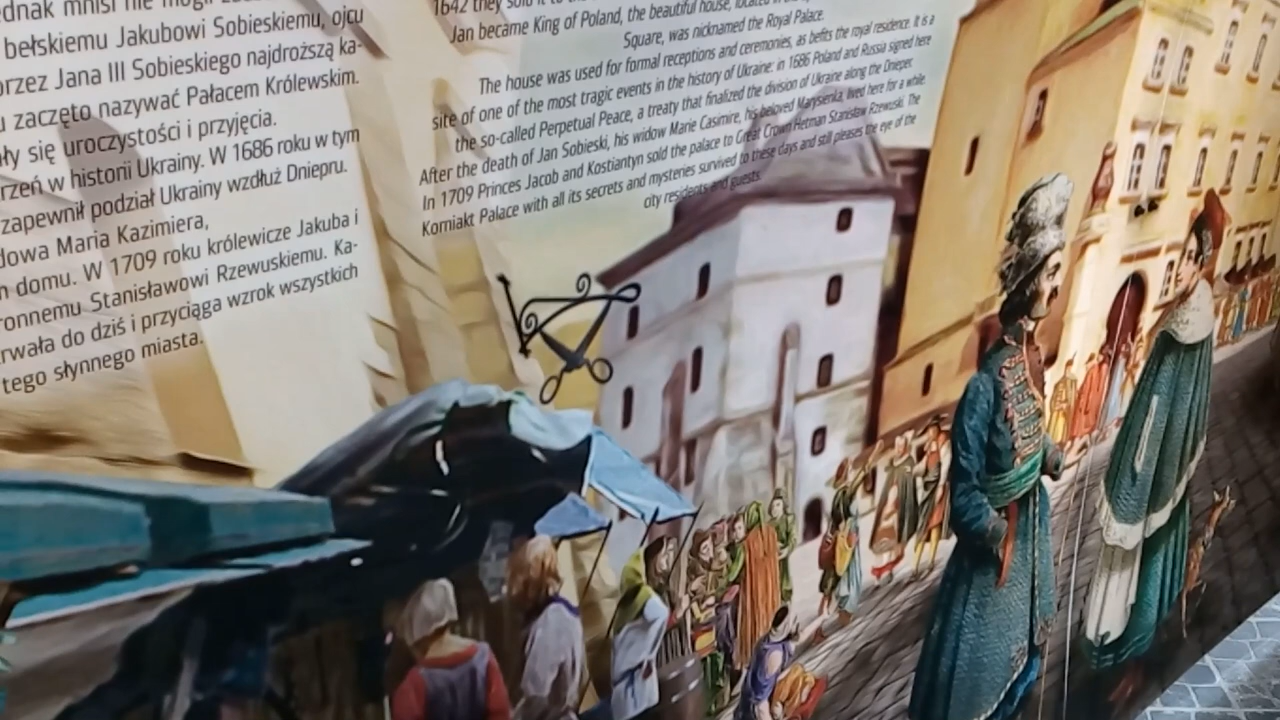 bełskiemu Jakubowi Sobieskiemu, ojcu
przez Jana III Sobieskiego najdroższą ka-
u zaczęto nazywać Pałacem Królewskim.
ły się uroczystości i przyjęcia.
rzeń w historii Ukrainy. W 1686 roku w tym
zapewnił podział Ukrainy wzdłuż Dniepru.
dowa Maria Kazimiera,
n domu. W 1709 roku królewicze Jakuba i
ronnemu Stanisławowi Rzewuskiemu. Ka-
rwała do dziś i przyciąga wzrok wszystkich
tego słynnego miasta.
1642 they sold it to
Jan became King of Poland, the beautiful house, located
Square, was nicknamed the Royal Palace.
The house was used for formal receptions and ceremonies, as befits the royal residence. It is a
site of one of the most tragic events in the history of Ukraine: in 1686 Poland and Russia signed here
the so-called Perpetual Peace, a treaty that finalized the division of Ukraine along the Dnieper.
After the death of Jan Sobieski, his widow Marie Casimire, his beloved Marysienka, lived here for a while.
In 1709 Princes Jacob and Kostiantyn sold the palace to Great Crown Hetman Stanisław Rzewuski. The
Korniakt Palace with all its secrets and mysteries survived to these days and still pleases the eye of the
city residents and guests.